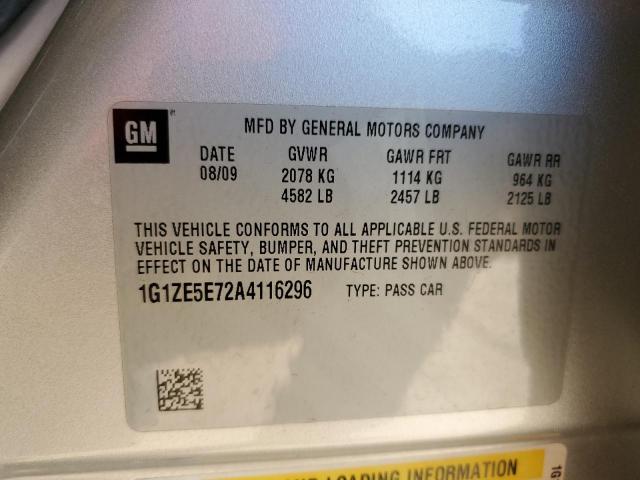 GM
MFD BY GENERAL MOTORS COMPANY
DATE GVWR GAWR FRT GAWR RR
08/09 2078 KG 1114 KG 964 KG
4582 LB 2457 LB 2125 LB
THIS VEHICLE CONFORMS TO ALL APPLICABLE U.S. FEDERAL MOTOR
VEHICLE SAFETY, BUMPER, AND THEFT PREVENTION STANDARDS IN
EFFECT ON THE DATE OF MANUFACTURE SHOWN ABOVE.
1G1ZE5E72A4116296 TYPE: PASS CAR
LOADING INFORMATION
1G